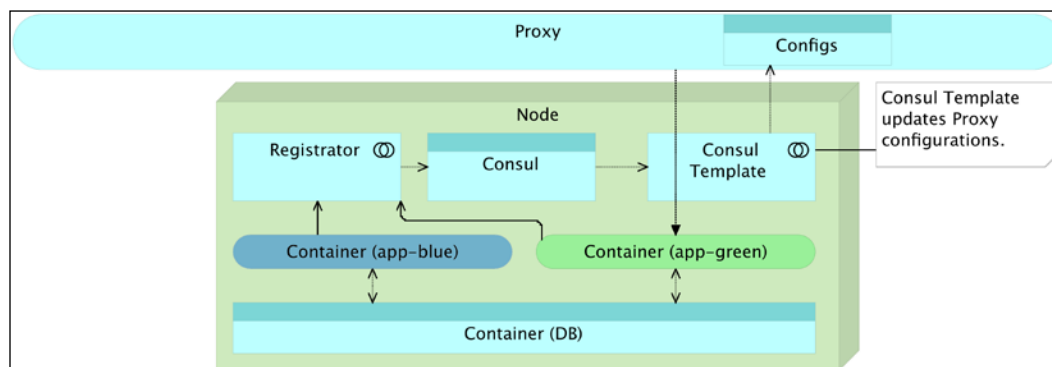 Proxy
Configs
Consul Template
updates Proxy
configurations.
Node
Registrator
Consul
Consul
Template
Container (app-blue)
Container (app-green)
Container (DB)